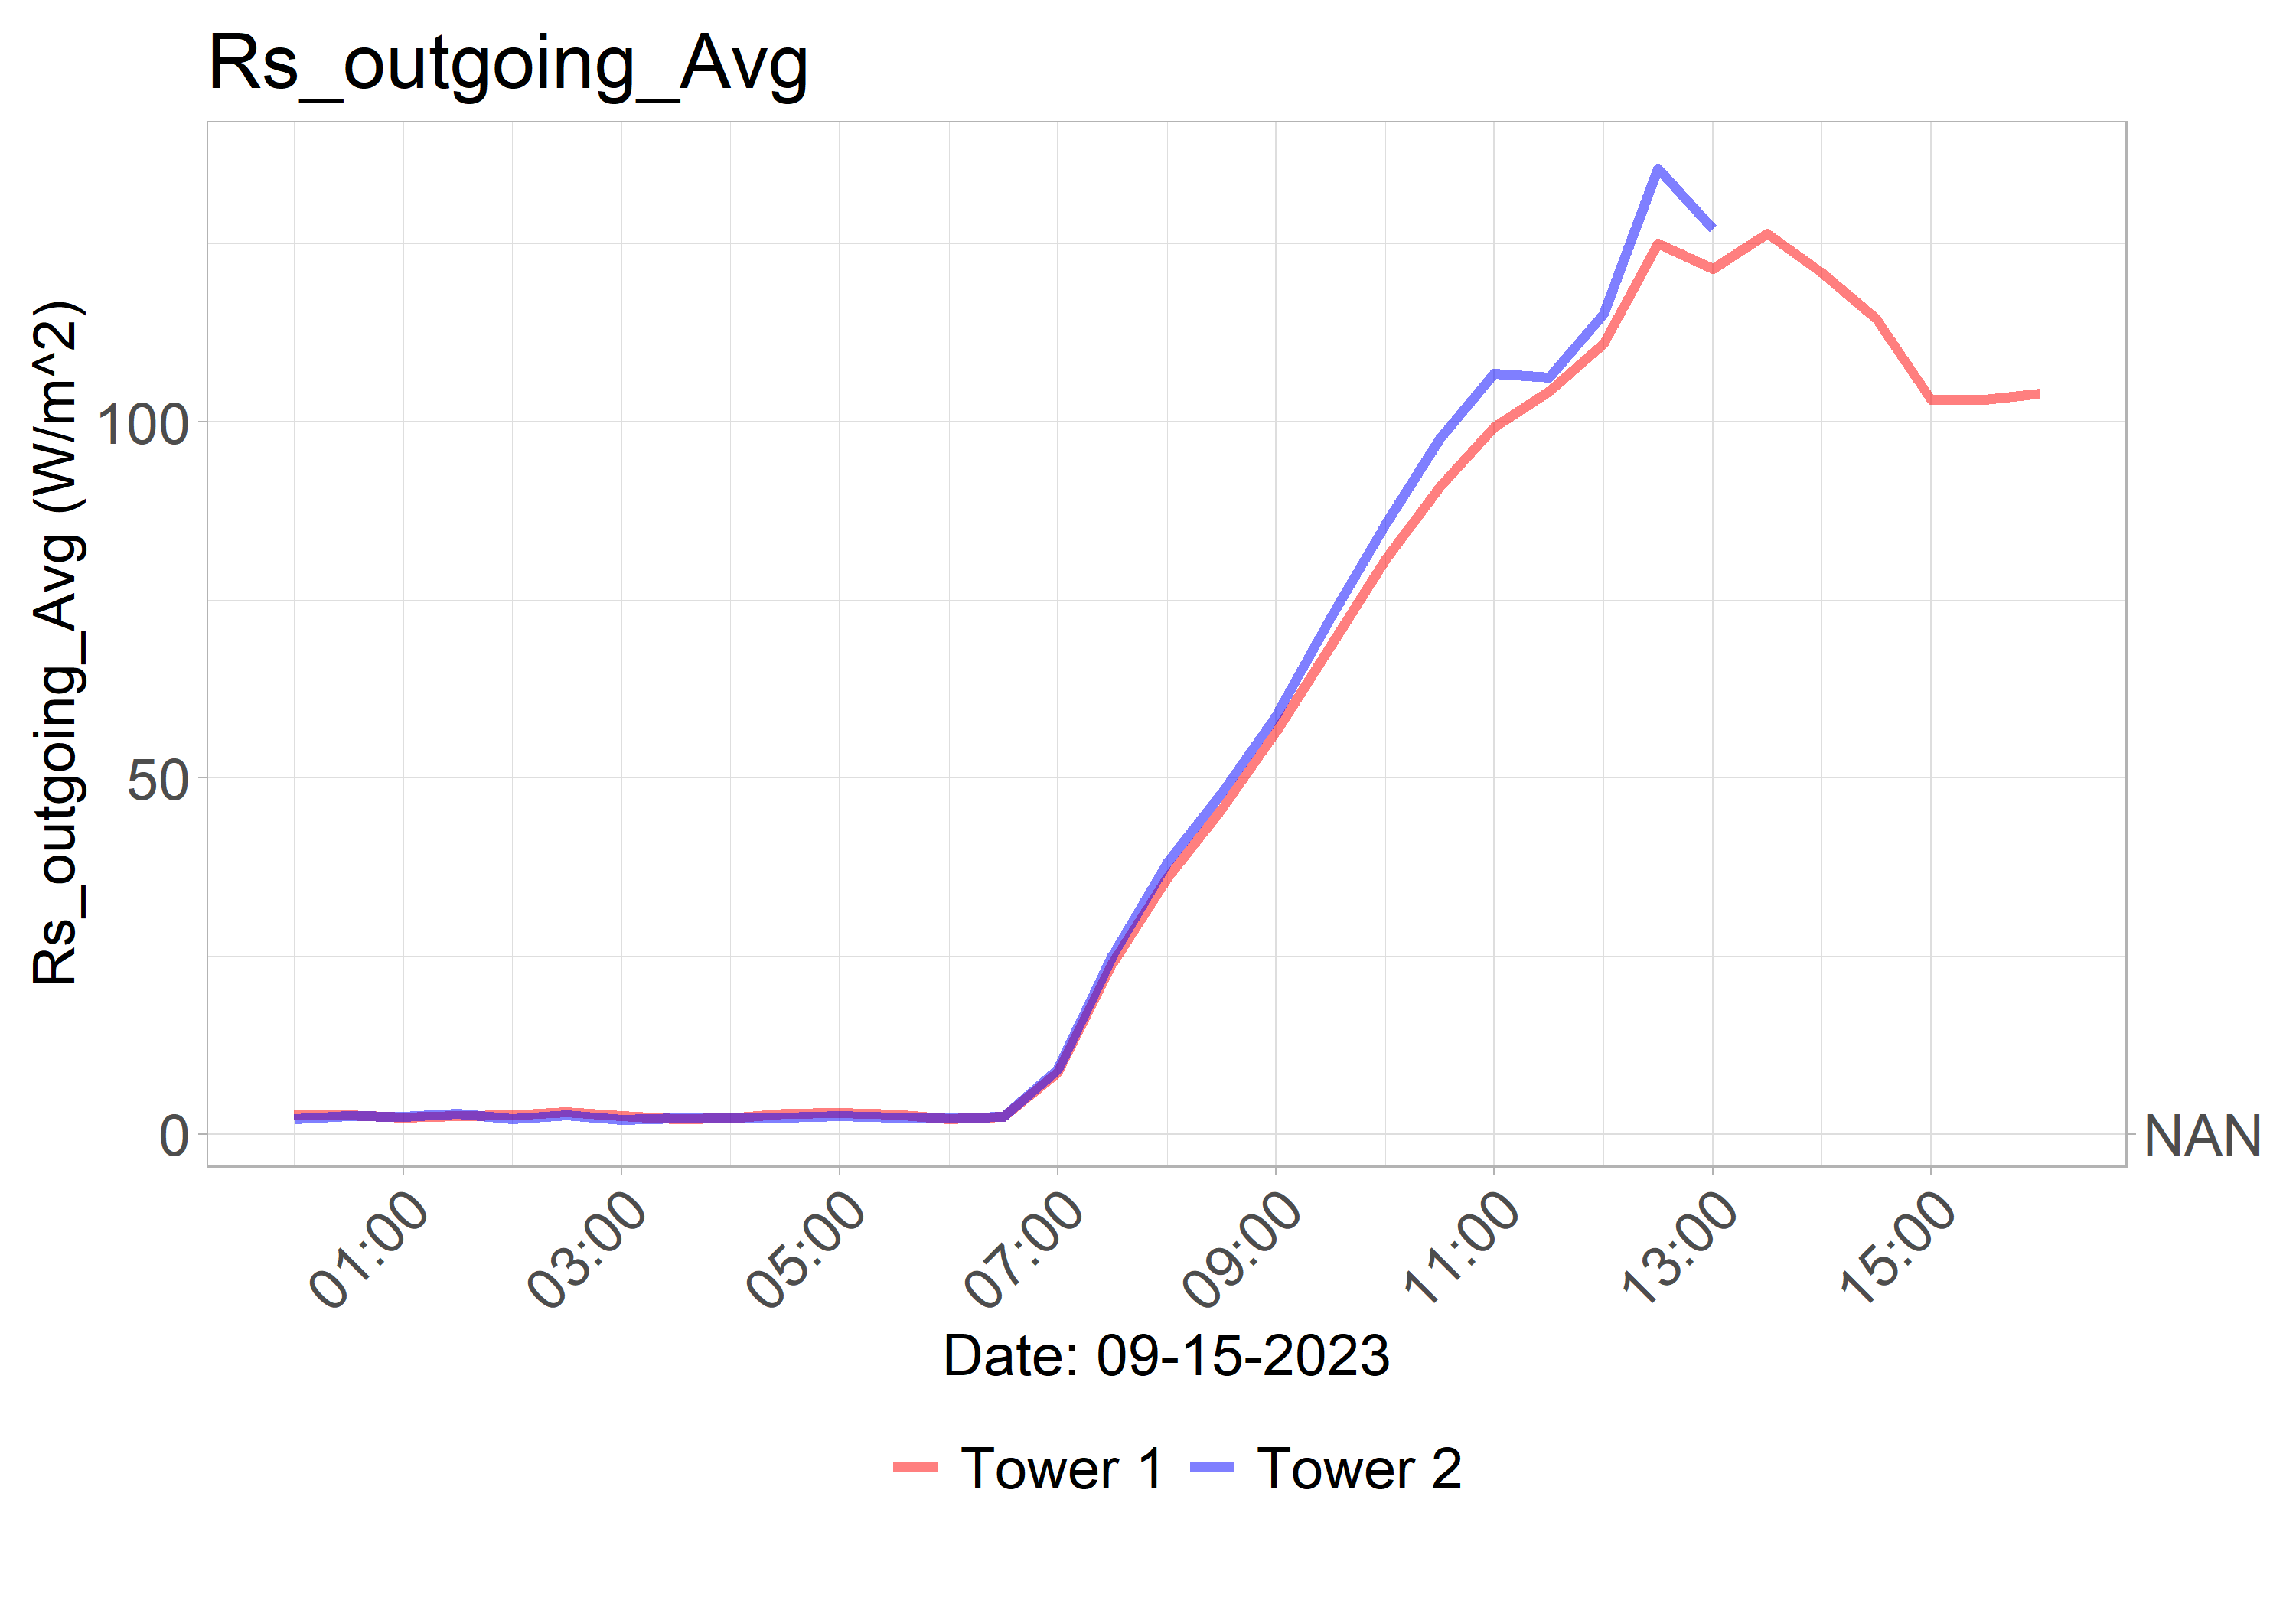 Rs_outgoing_Avg
Rs_outgoing_Avg (W/m^2)
100
50
0
NAN
01:00
03:00
05:00
07:00
09:00
11:00
13:00
15:00
Date: 09-15-2023
Tower 1
Tower 2